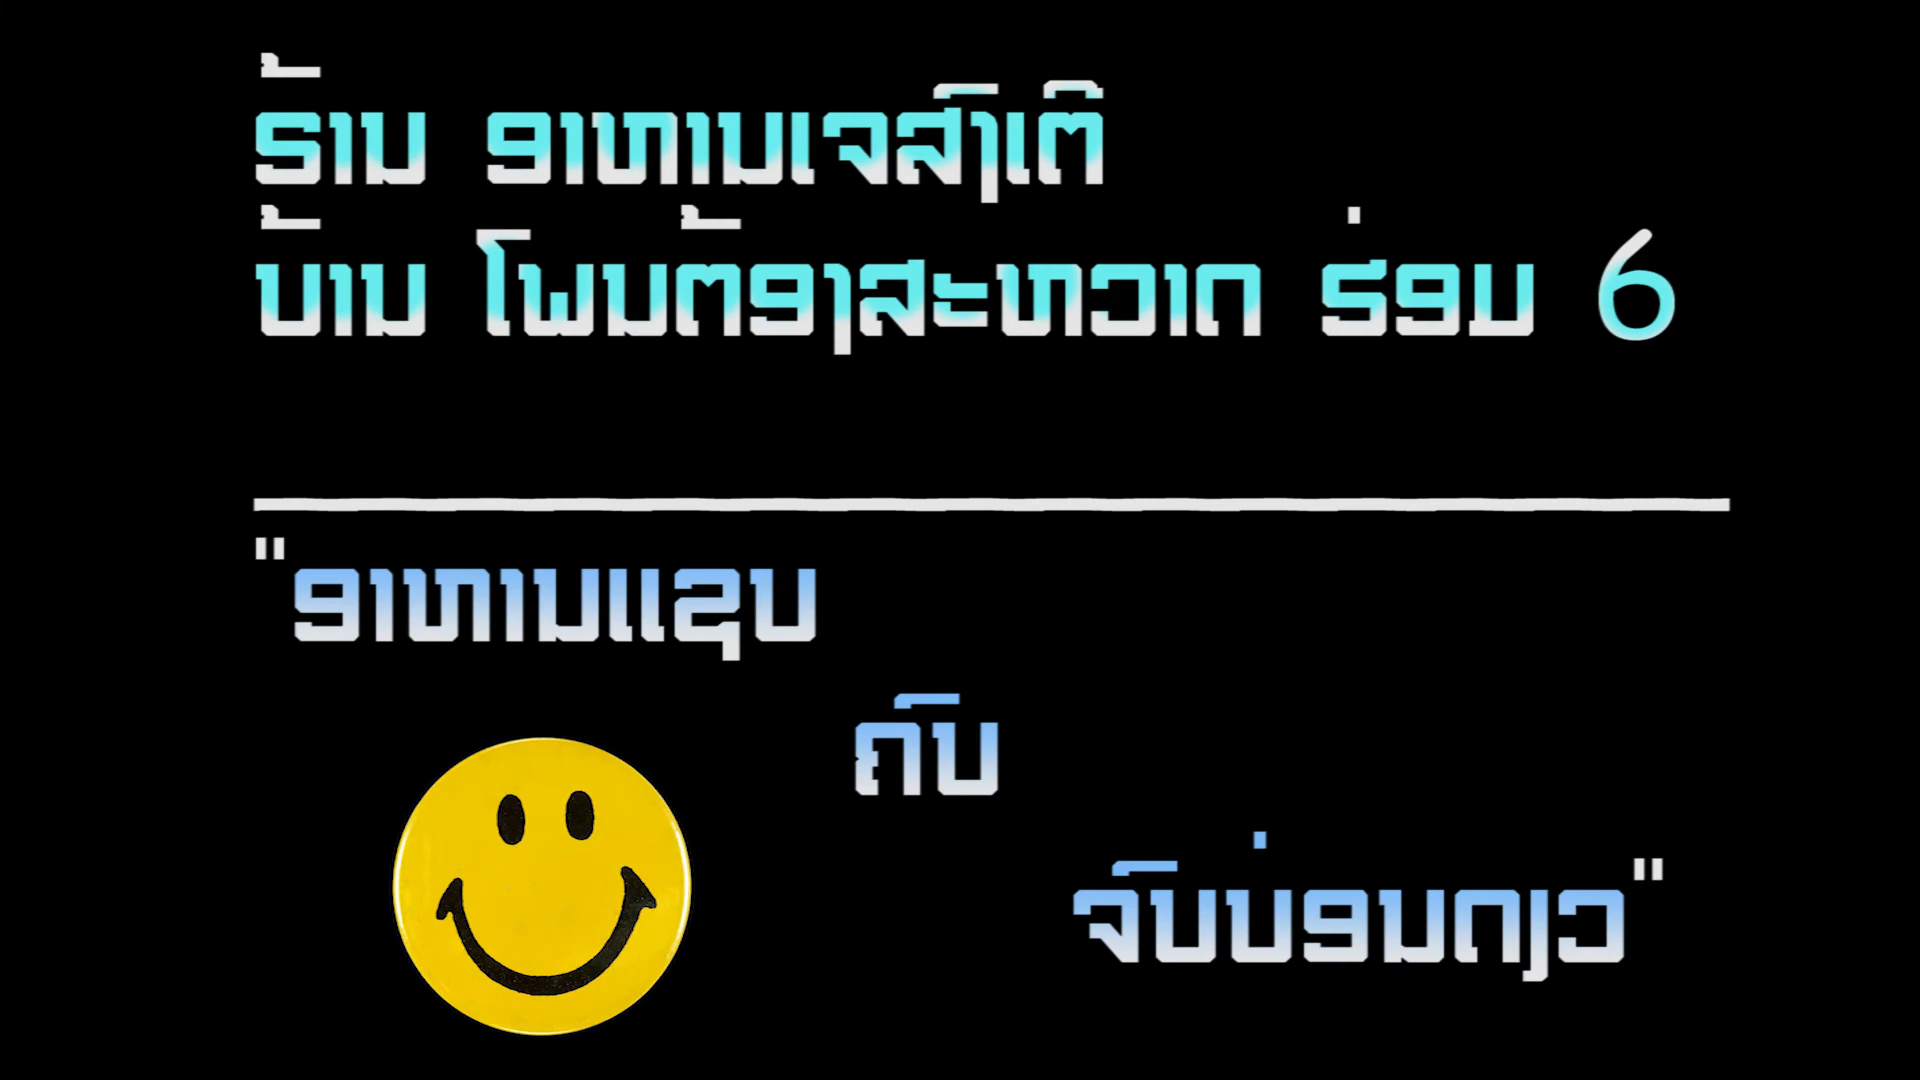 ຮ້ານ ອາຫານເຈສົງເຕິ
ບ້ານ ໂພນຕ້ອງສະຫວາດ ຮ່ອມ 6
"ອາຫານແຊບ
ຄົບ
ຈົບບ່ອນດຽວ"